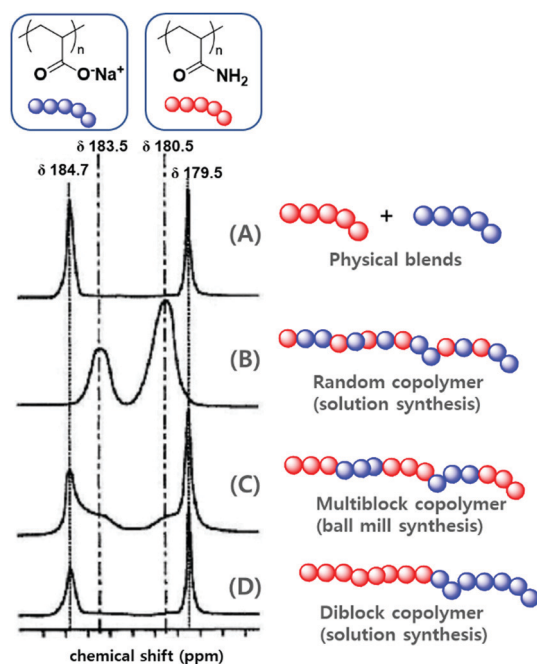 n
O
O⁻Na⁺
n
O
NH₂
δ 183.5
δ 180.5
δ 184.7
δ 179.5
(A)
+
Physical blends
(B)
Random copolymer
(solution synthesis)
(C)
Multiblock copolymer
(ball mill synthesis)
(D)
Diblock copolymer
(solution synthesis)
chemical shift (ppm)